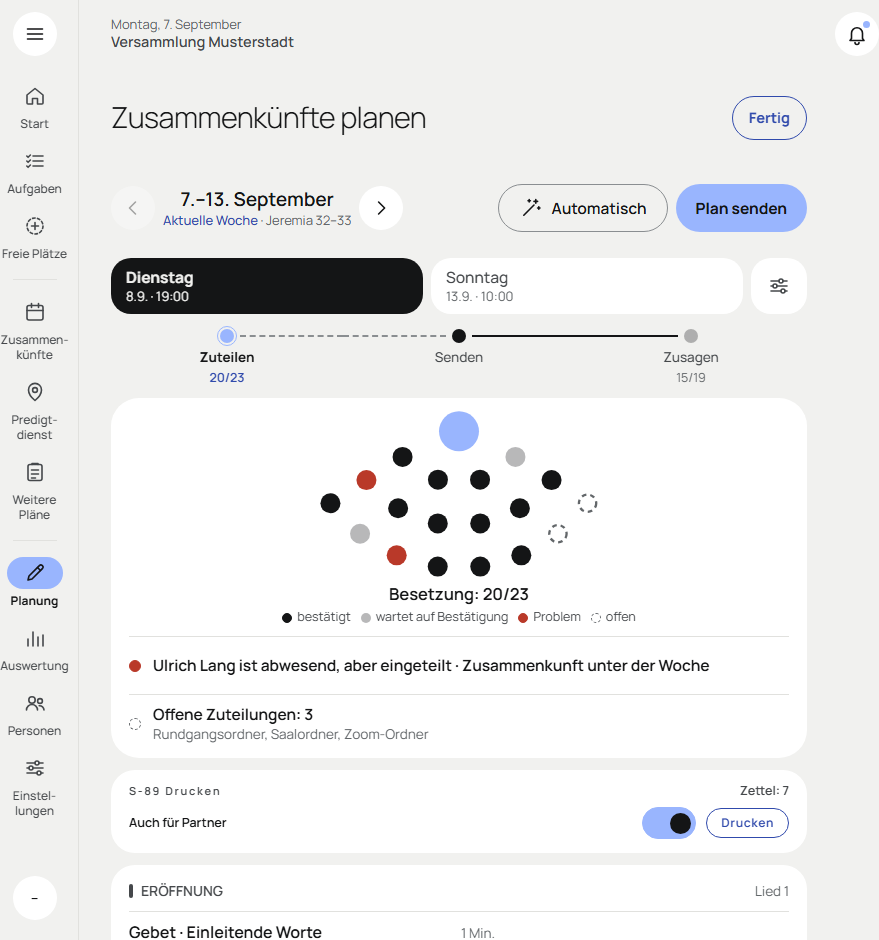 Montag, 7. September
Versammlung Musterstadt
Start
Aufgaben
Freie Plätze
Zusammen-
künfte
Predigt-
dienst
Weitere
Pläne
Planung
Auswertung
Personen
Einstel-
lungen
–
Zusammenkünfte planen
Fertig
7.–13. September
Aktuelle Woche · Jeremia 32–33
Automatisch
Plan senden
Dienstag
8.9. · 19:00
Sonntag
13.9. · 10:00
Zuteilen
20/23
Senden
Zusagen
15/19
Besetzung: 20/23
bestätigt
wartet auf Bestätigung
Problem
offen
Ulrich Lang ist abwesend, aber eingeteilt · Zusammenkunft unter der Woche
Offene Zuteilungen: 3
Rundgangsordner, Saalordner, Zoom-Ordner
S-89 Drucken
Zettel: 7
Auch für Partner
Drucken
ERÖFFNUNG
Lied 1
Gebet · Einleitende Worte
1 Min.